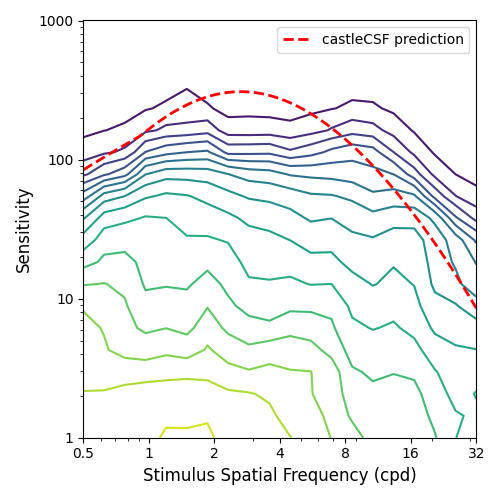 1000
castleCSF prediction
100
Sensitivity
10
1
0.5 1 2 4 8 16 32
Stimulus Spatial Frequency (cpd)